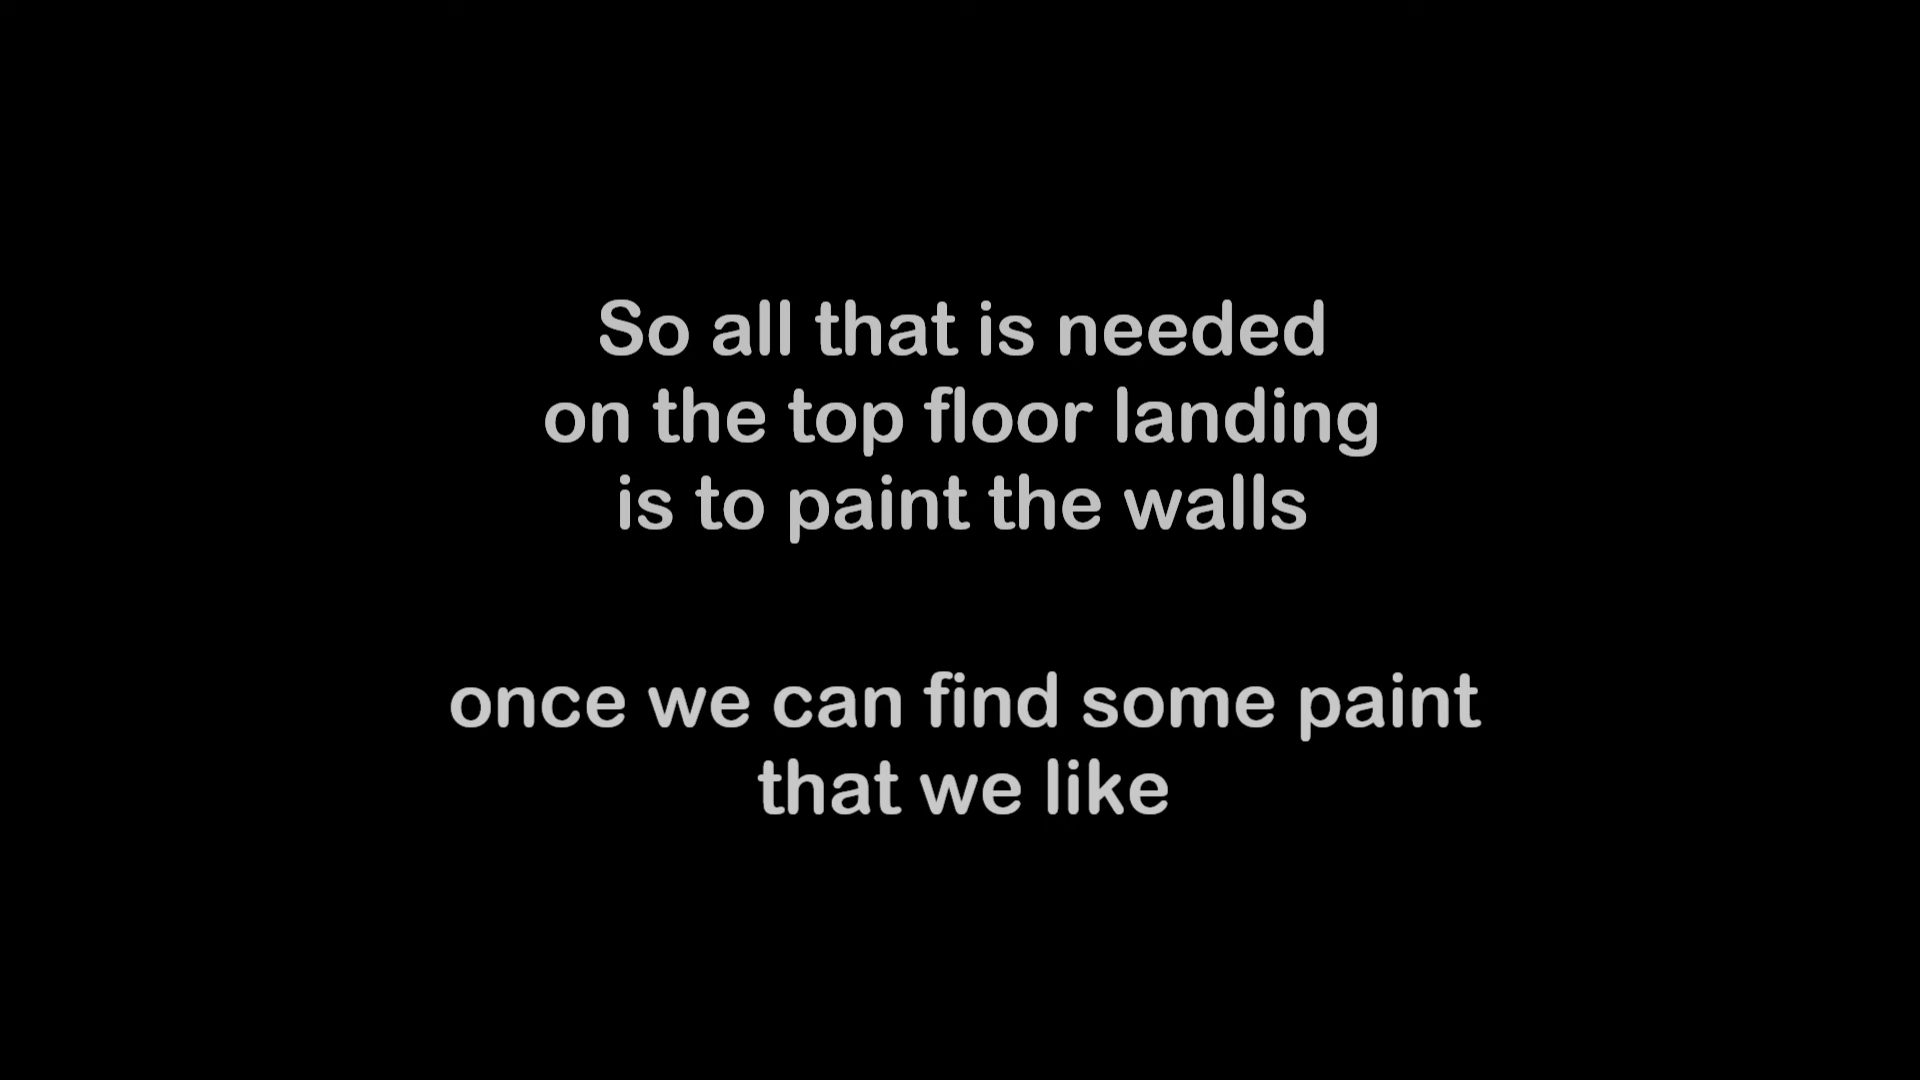 So all that is needed
on the top floor landing
is to paint the walls
once we can find some paint
that we like